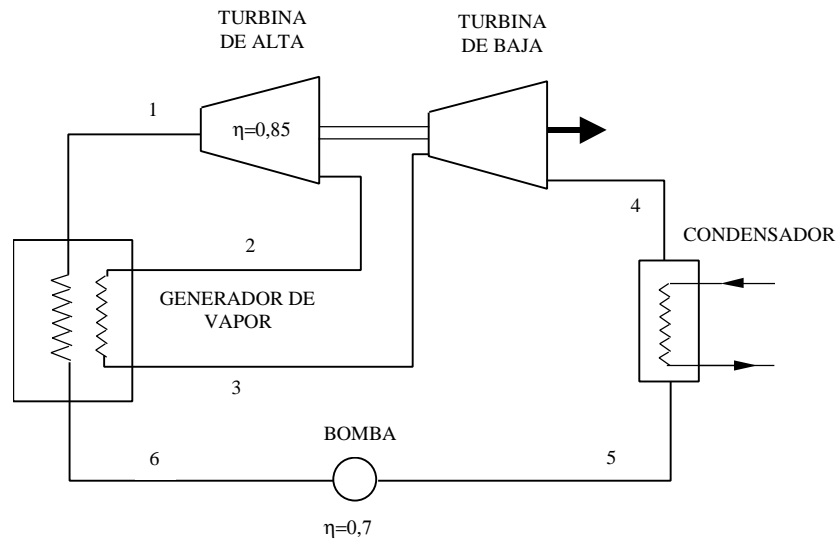 TURBINA
DE ALTA
TURBINA
DE BAJA
1
η=0,85
4
2
CONDENSADOR
GENERADOR DE
VAPOR
3
BOMBA
6
5
η=0,7